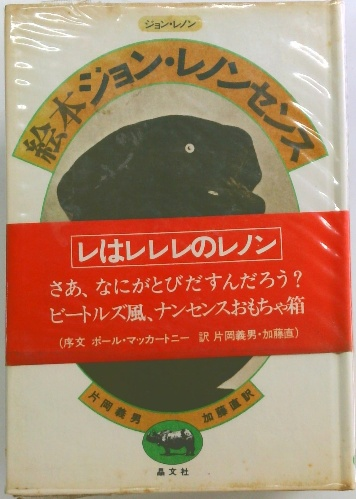 ジョン・レノン
絵本ジョン・レノンセンス
レはレレレのレノン
さあ、なにがとびだすんだろう?
ビートルズ風、ナンセンスおもちゃ箱
(序文 ポール・マッカートニー 訳 片岡義男・加藤直)
片岡義男 加藤直訳
晶文社